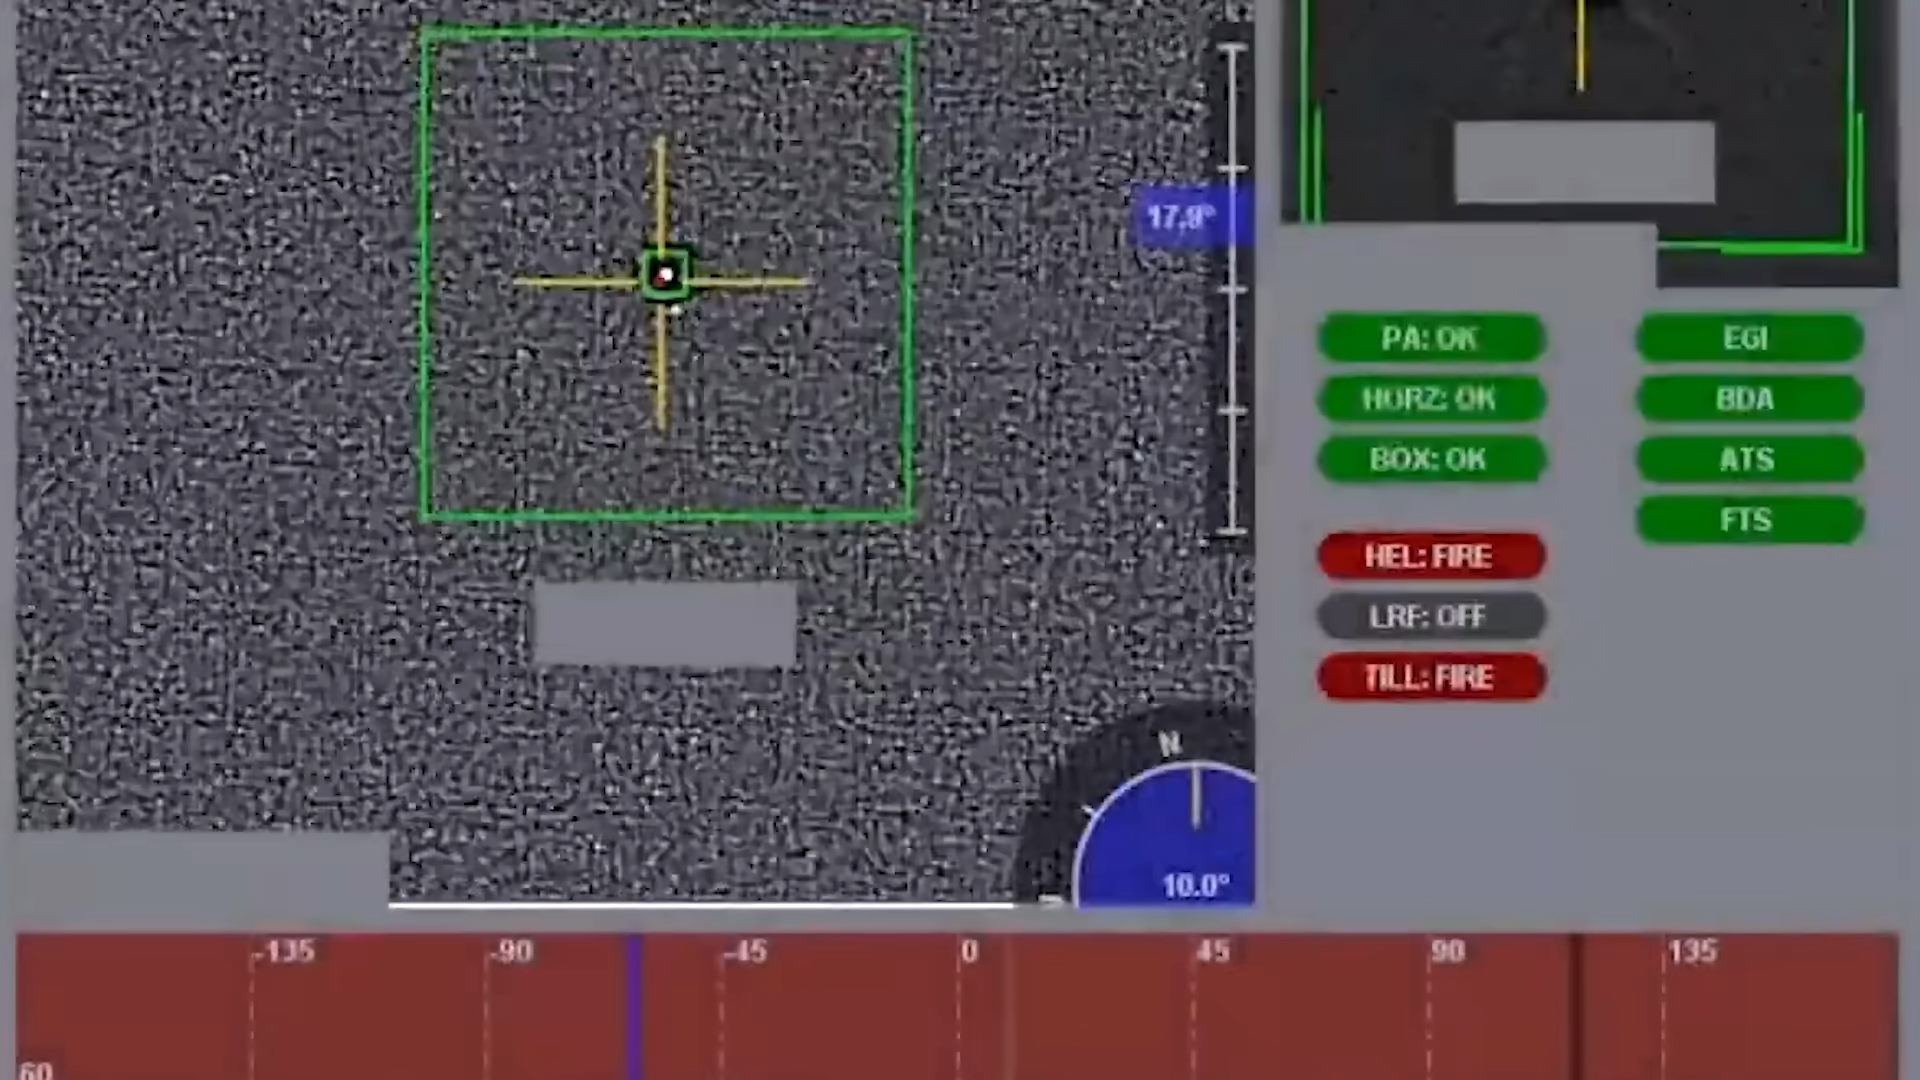 17.8°
PA: OK
EGI
HORZ: OK
BDA
BOX: OK
ATS
FTS
HEL: FIRE
LRF: OFF
TILL: FIRE
N
10.0°
-135
-90
-45
0
45
90
135
60